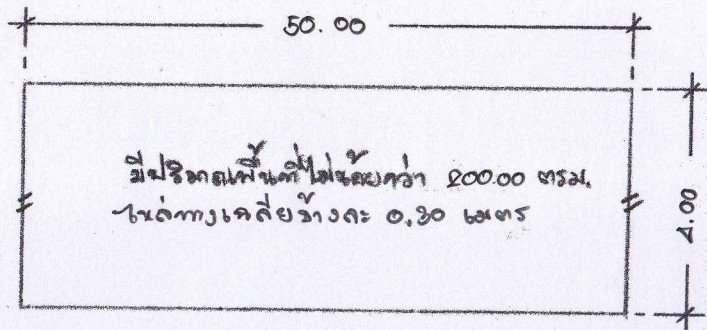 50.00
มีปริมาณพื้นที่ไม่น้อยกว่า 200.00 ตรม.
ไหล่ทางเฉลี่ยข้างละ 0.30 เมตร
4.00